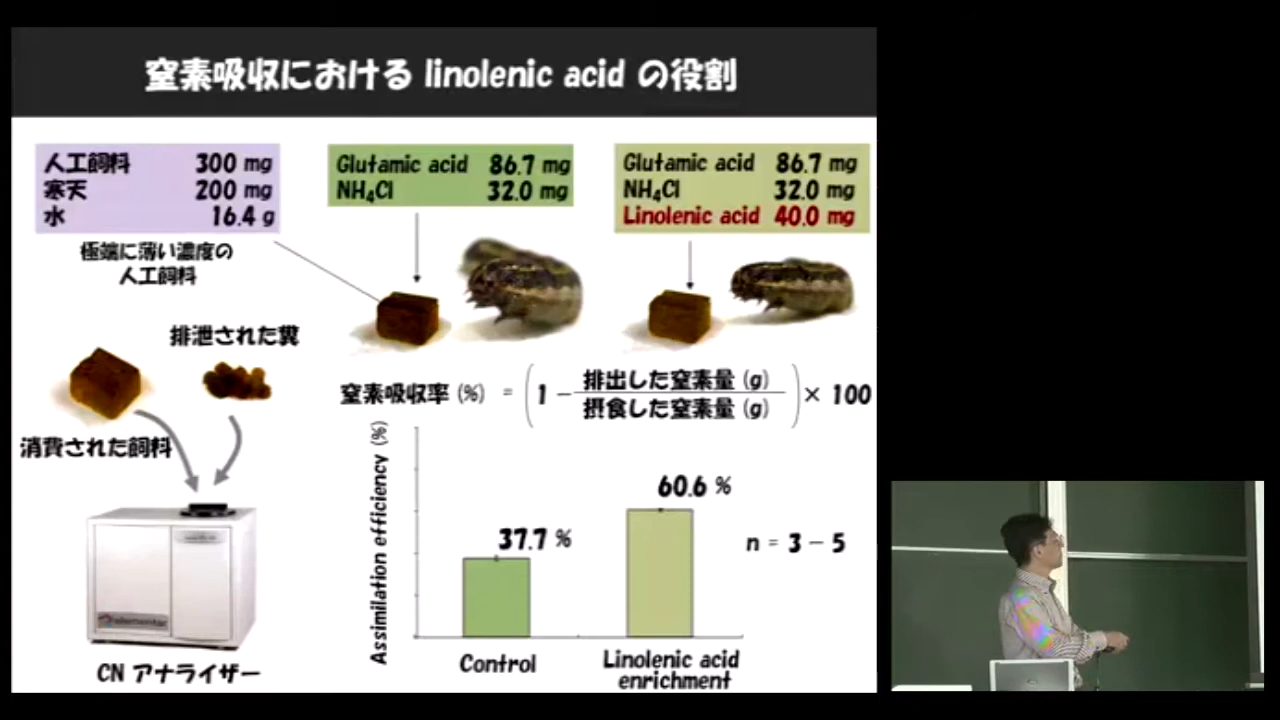 窒素吸収における linolenic acid の役割
人工飼料 300 mg
寒天 200 mg
水 16.4 g
Glutamic acid 86.7 mg
NH₄Cl 32.0 mg
Glutamic acid 86.7 mg
NH₄Cl 32.0 mg
Linolenic acid 40.0 mg
極端に薄い濃度の
人工飼料
排泄された糞
消費された飼料
elementar
CN アナライザー
窒素吸収率 (%) = (1 − 排出した窒素量 (g) / 摂食した窒素量 (g)) × 100
Assimilation efficiency (%)
37.7 %
60.6 %
n = 3 − 5
Control
Linolenic acid
enrichment